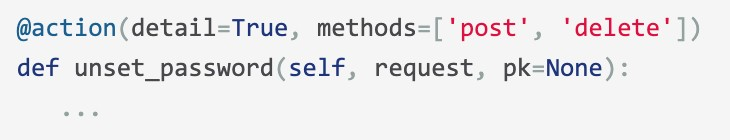 @action(detail=True, methods=['post', 'delete'])
def unset_password(self, request, pk=None):
   ...